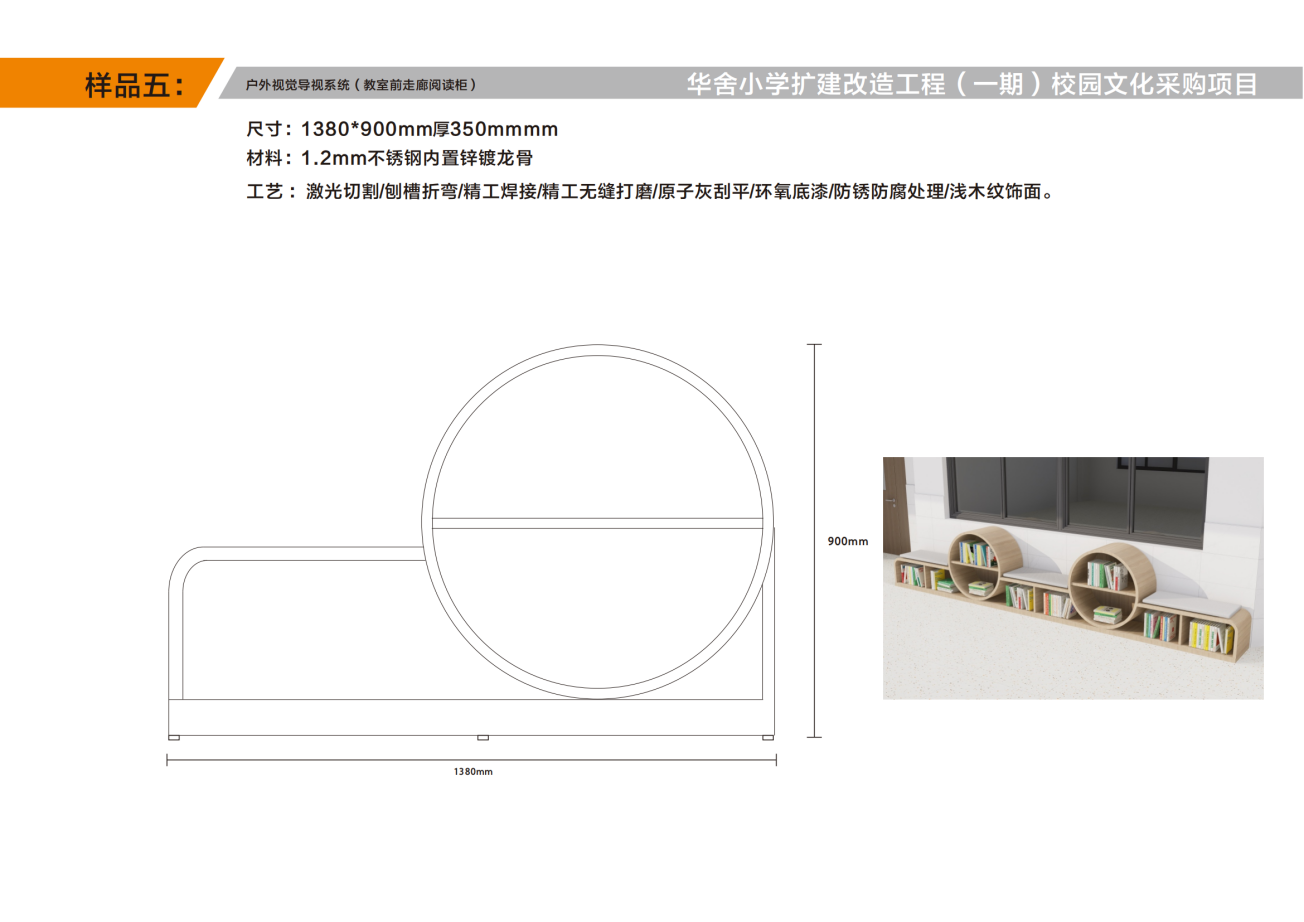 样品五：
户外视觉导视系统（教室前走廊阅读柜）
华舍小学扩建改造工程（一期）校园文化采购项目
尺寸：1380*900mm厚350mmmm
材料：1.2mm不锈钢内置锌镀龙骨
工艺：激光切割/刨槽折弯/精工焊接/精工无缝打磨/原子灰刮平/环氧底漆/防锈防腐处理/浅木纹饰面。
900mm
1380mm